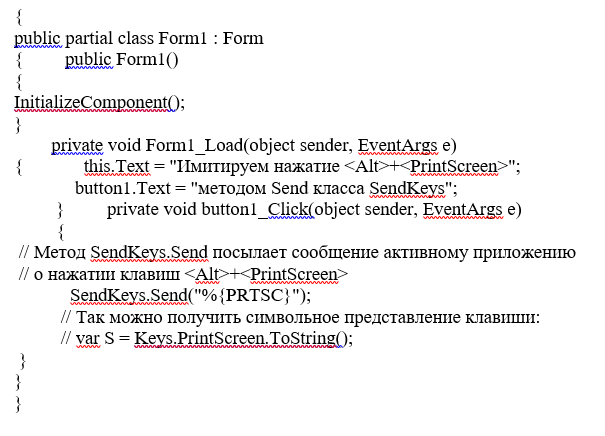 {
public partial class Form1 : Form
{ public Form1()
{
InitializeComponent();
}
private void Form1_Load(object sender, EventArgs e)
{ this.Text = "Имитируем нажатие <Alt>+<PrintScreen>";
button1.Text = "методом Send класса SendKeys";
} private void button1_Click(object sender, EventArgs e)
{
// Метод SendKeys.Send посылает сообщение активному приложению
// о нажатии клавиш <Alt>+<PrintScreen>
SendKeys.Send("%{PRTSC}");
// Так можно получить символьное представление клавиши:
// var S = Keys.PrintScreen.ToString();
}
}
}